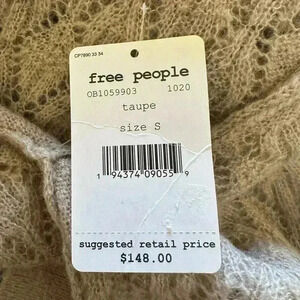 CP7890 33 34
free people
OB1059903 1020
taupe
size S
1 94374 09055 9
suggested retail price
$148.00